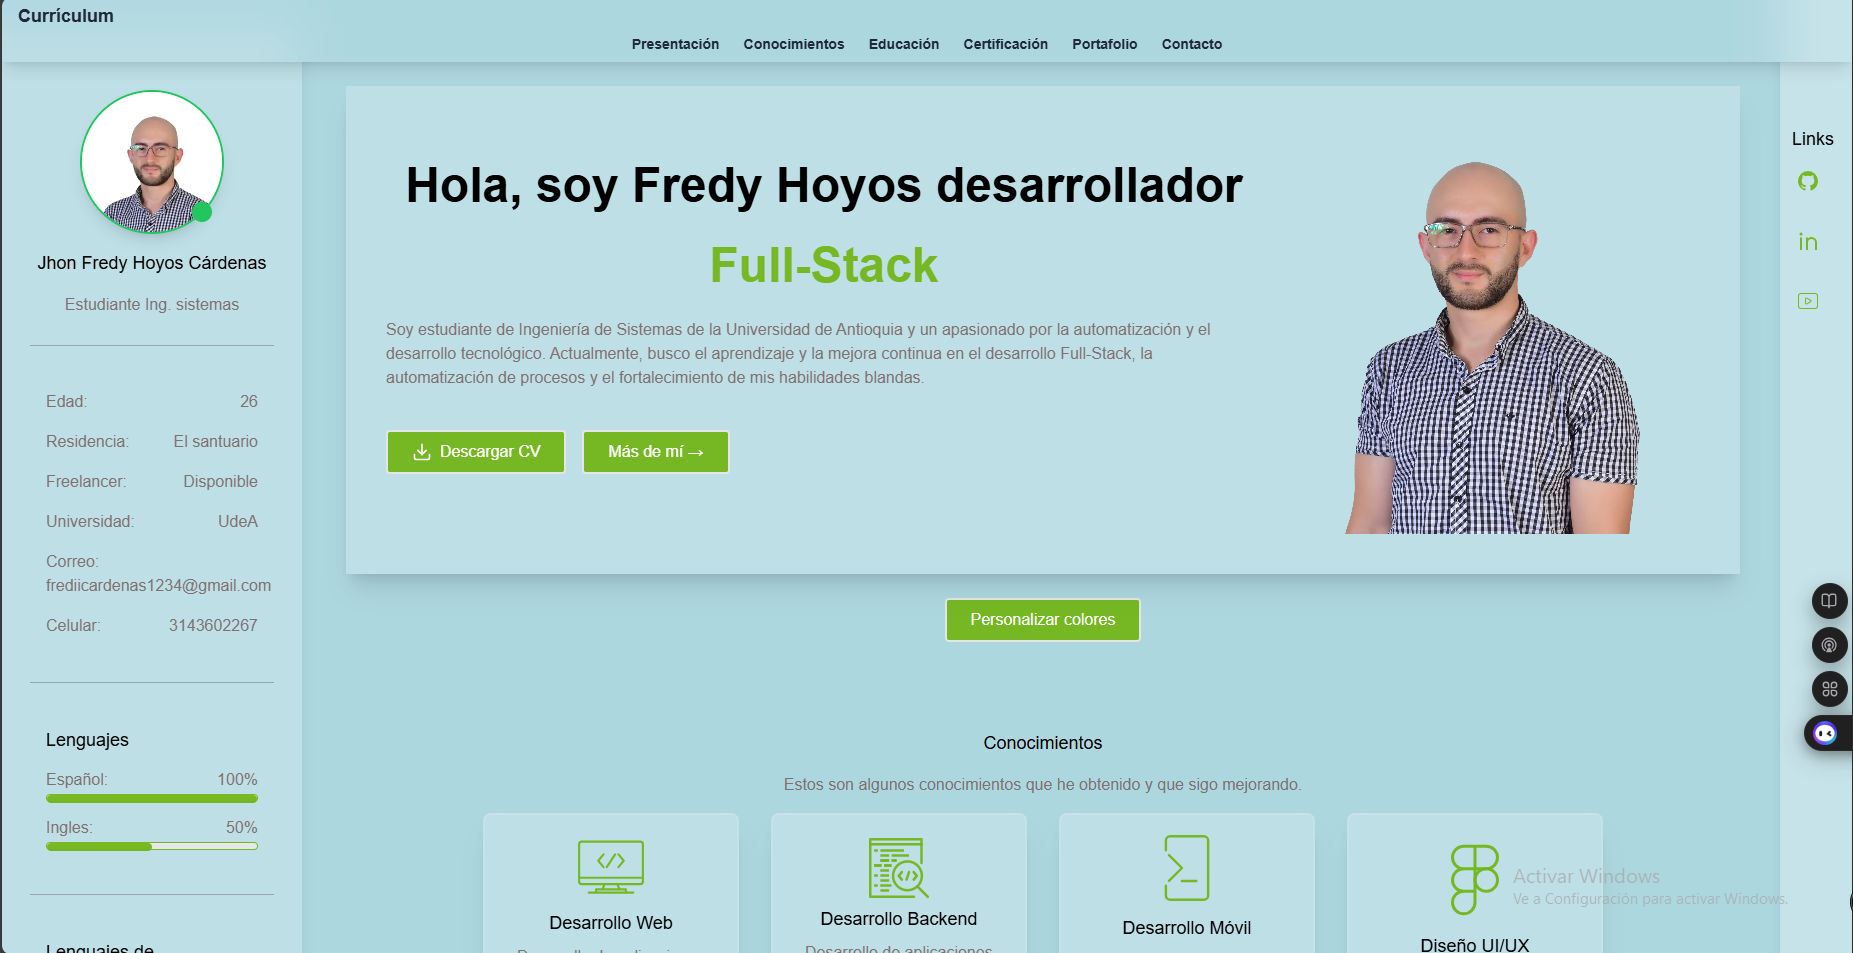 Currículum
Presentación Conocimientos Educación Certificación Portafolio Contacto
Jhon Fredy Hoyos Cárdenas
Estudiante Ing. sistemas
Edad: 26
Residencia: El santuario
Freelancer: Disponible
Universidad: UdeA
Correo:
frediicardenas1234@gmail.com
Celular: 3143602267
Lenguajes
Español: 100%
Ingles: 50%
Lenguajes de
Hola, soy Fredy Hoyos desarrollador
Full-Stack
Soy estudiante de Ingeniería de Sistemas de la Universidad de Antioquia y un apasionado por la automatización y el
desarrollo tecnológico. Actualmente, busco el aprendizaje y la mejora continua en el desarrollo Full-Stack, la
automatización de procesos y el fortalecimiento de mis habilidades blandas.
Descargar CV
Más de mí →
Personalizar colores
Conocimientos
Estos son algunos conocimientos que he obtenido y que sigo mejorando.
Desarrollo Web
Desarrollo Backend
Desarrollo de aplicaciones
Desarrollo Móvil
Diseño UI/UX
Links
in
Activar Windows
Ve a Configuración para activar Windows.